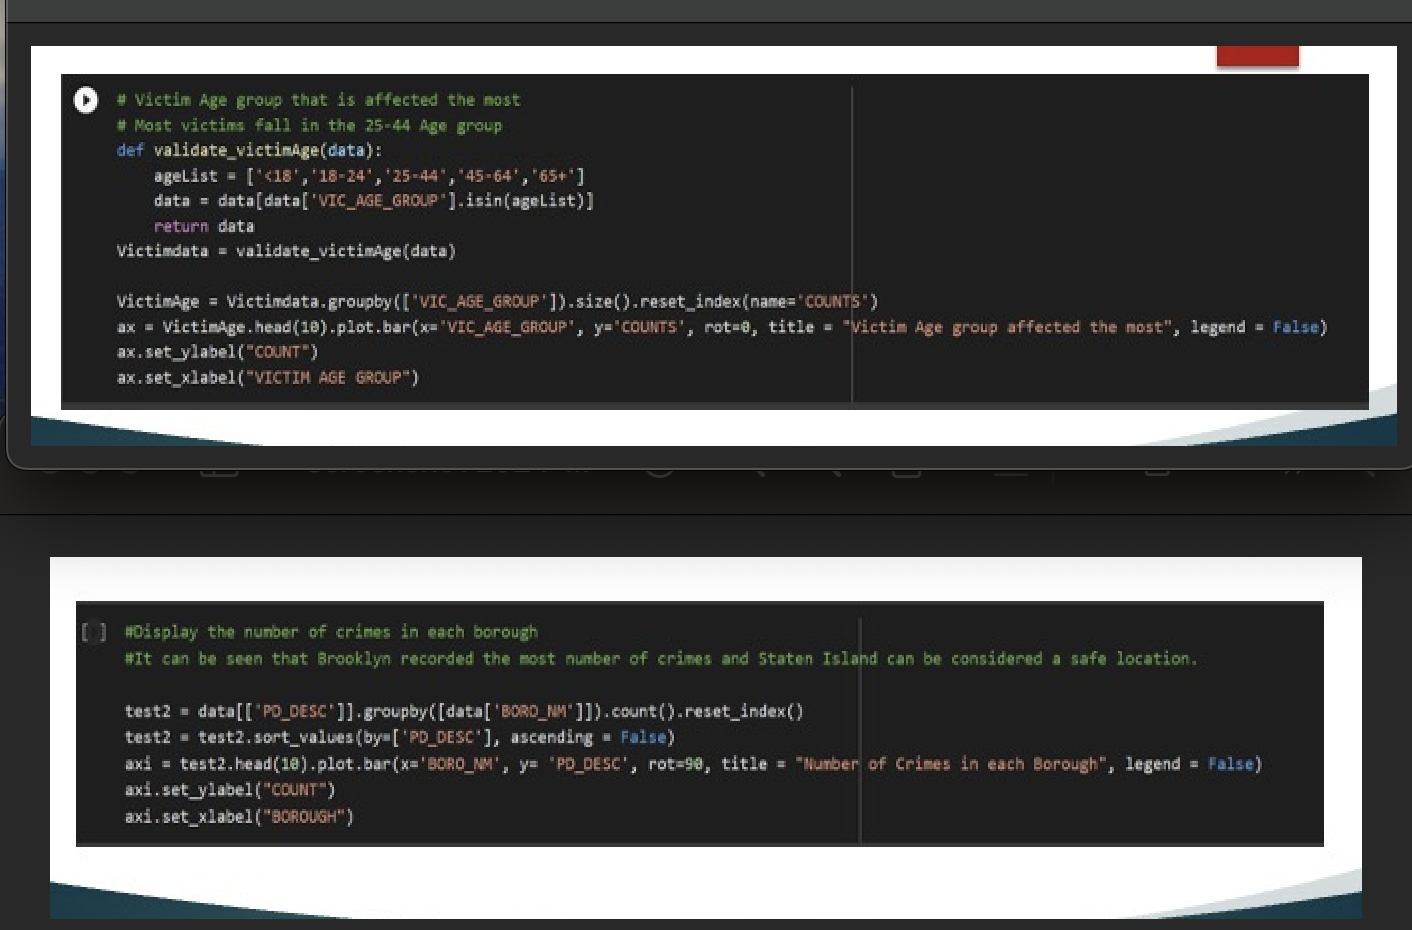 # Victim Age group that is affected the most
# Most victims fall in the 25-44 Age group
def validate_victimAge(data):
    ageList = ['<18','18-24','25-44','45-64','65+']
    data = data[data['VIC_AGE_GROUP'].isin(ageList)]
    return data
Victimdata = validate_victimAge(data)
VictimAge = Victimdata.groupby(['VIC_AGE_GROUP']).size().reset_index(name='COUNTS')
ax = VictimAge.head(10).plot.bar(x='VIC_AGE_GROUP', y='COUNTS', rot=0, title = "Victim Age group affected the most", legend = False)
ax.set_ylabel("COUNT")
ax.set_xlabel("VICTIM AGE GROUP")
[ ] #Display the number of crimes in each borough
#It can be seen that Brooklyn recorded the most number of crimes and Staten Island can be considered a safe location.
test2 = data[['PD_DESC']].groupby([data['BORO_NM']]).count().reset_index()
test2 = test2.sort_values(by=['PD_DESC'], ascending = False)
axi = test2.head(10).plot.bar(x='BORO_NM', y= 'PD_DESC', rot=90, title = "Number of Crimes in each Borough", legend = False)
axi.set_ylabel("COUNT")
axi.set_xlabel("BOROUGH")